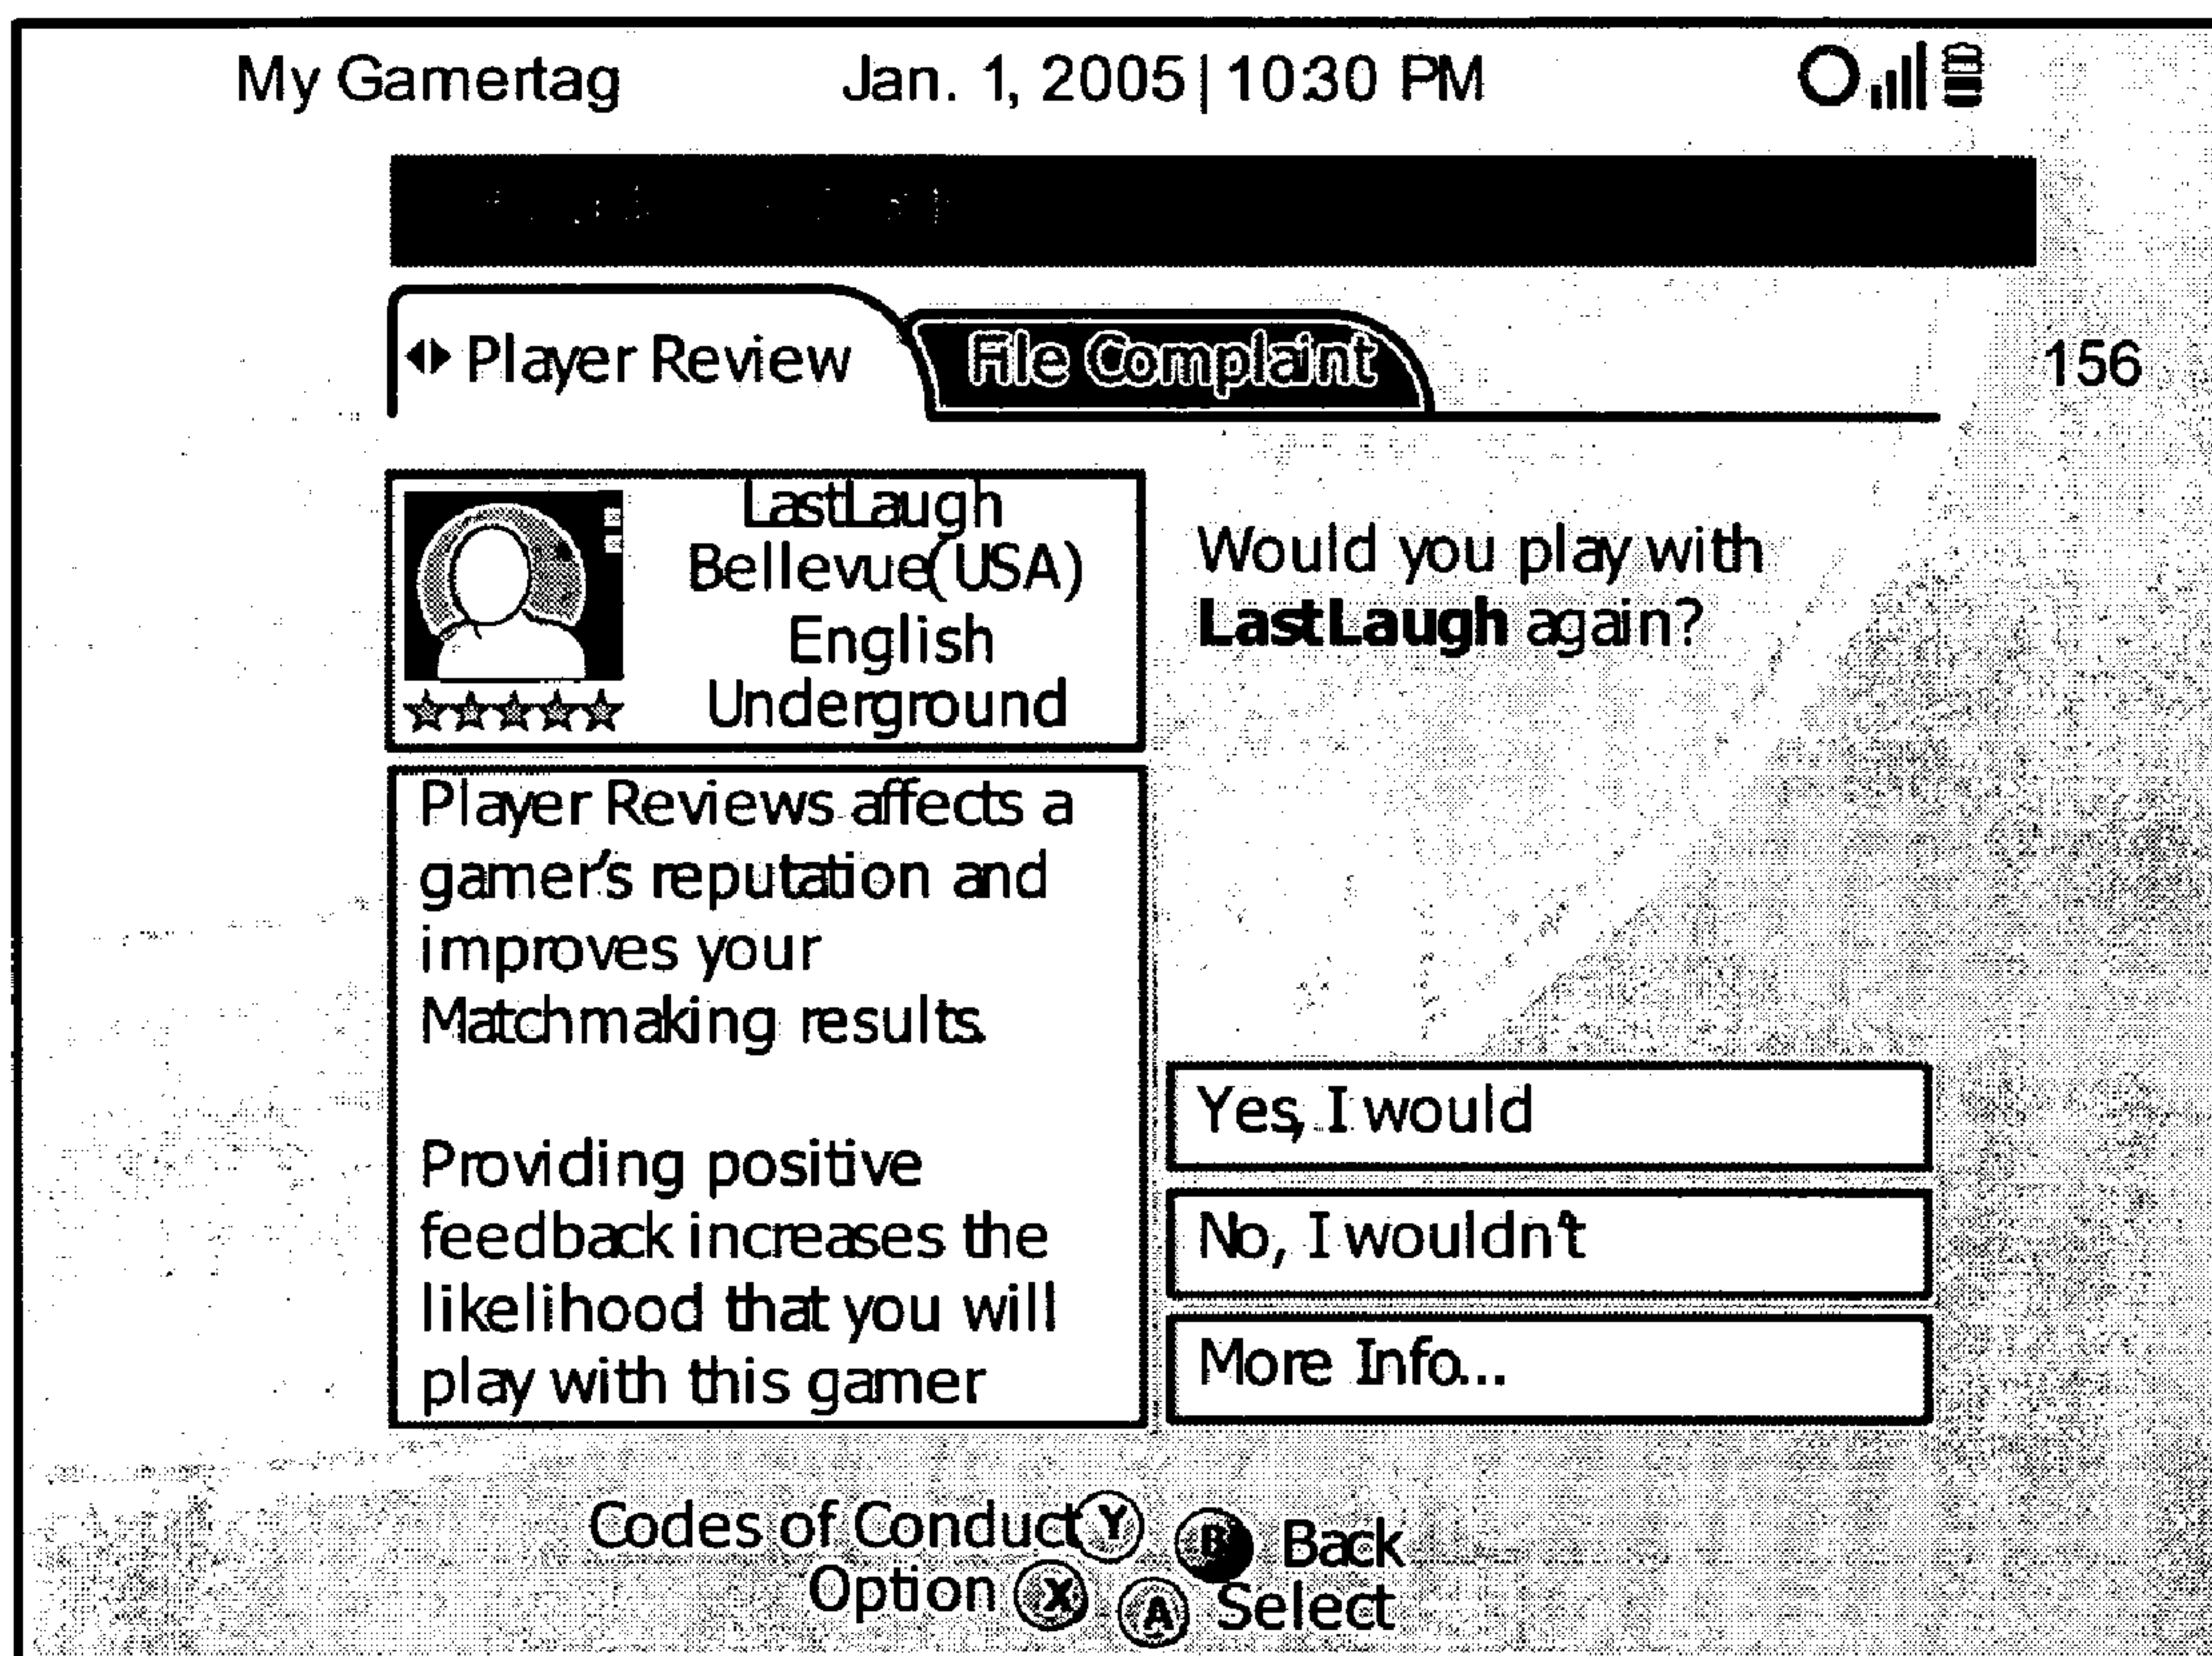 My Gamertag Jan. 1, 2005 | 10:30 PM
Player Review File Complaint
156
LastLaugh
Bellevue(USA)
English
Underground
Would you play with
LastLaugh again?
Player Reviews affects a
gamer's reputation and
improves your
Matchmaking results.
Providing positive
feedback increases the
likelihood that you will
play with this gamer
Yes, I would
No, I wouldn't
More Info...
Codes of Conduct Y B Back
Option X A Select